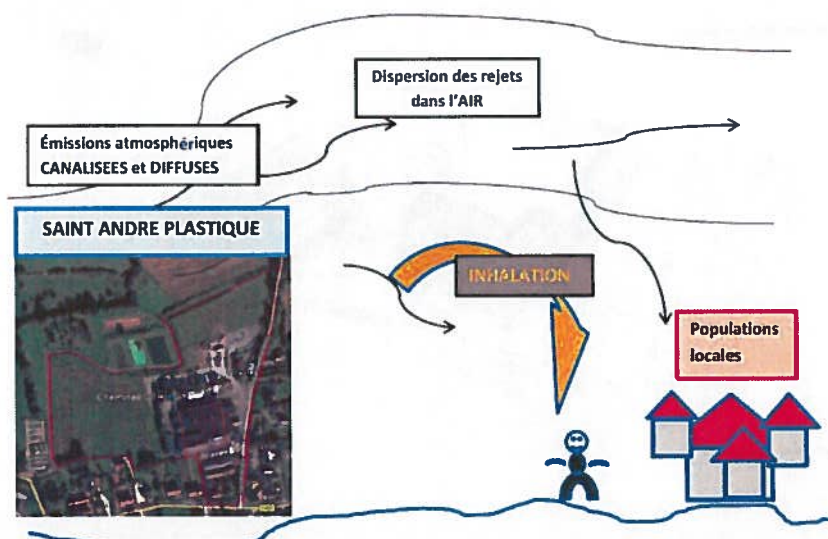 Dispersion des rejets
dans l'AIR
Émissions atmosphériques
CANALISEES et DIFFUSES
SAINT ANDRE PLASTIQUE
INHALATION
Populations
locales